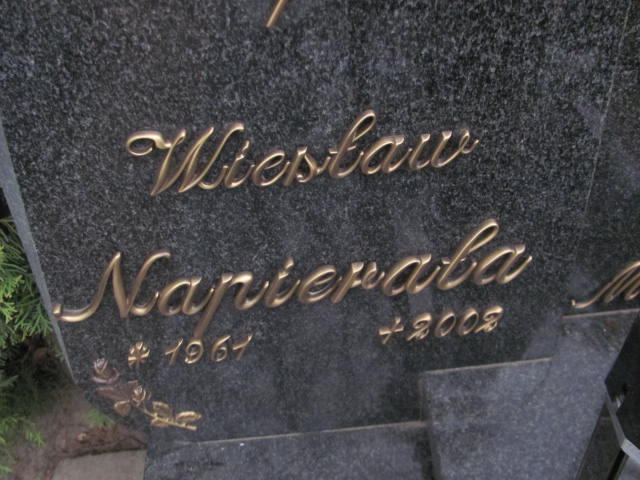 Wiesław
Napierała
* 1961 + 2002